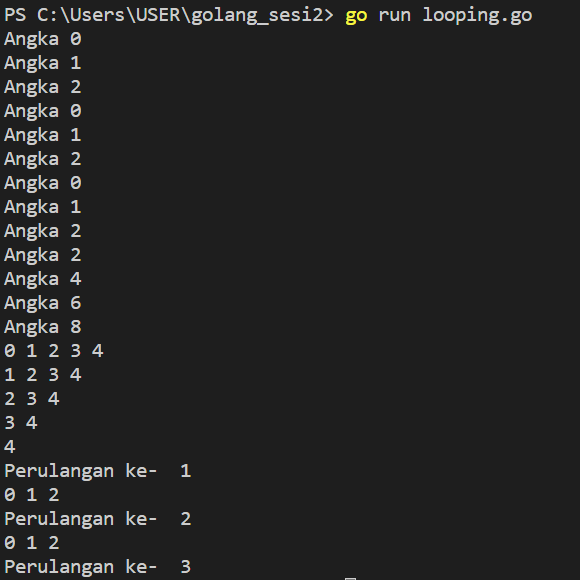 PS C:\Users\USER\golang_sesi2> go run looping.go
Angka 0
Angka 1
Angka 2
Angka 0
Angka 1
Angka 2
Angka 0
Angka 1
Angka 2
Angka 2
Angka 4
Angka 6
Angka 8
0 1 2 3 4
1 2 3 4
2 3 4
3 4
4
Perulangan ke-  1
0 1 2
Perulangan ke-  2
0 1 2
Perulangan ke-  3